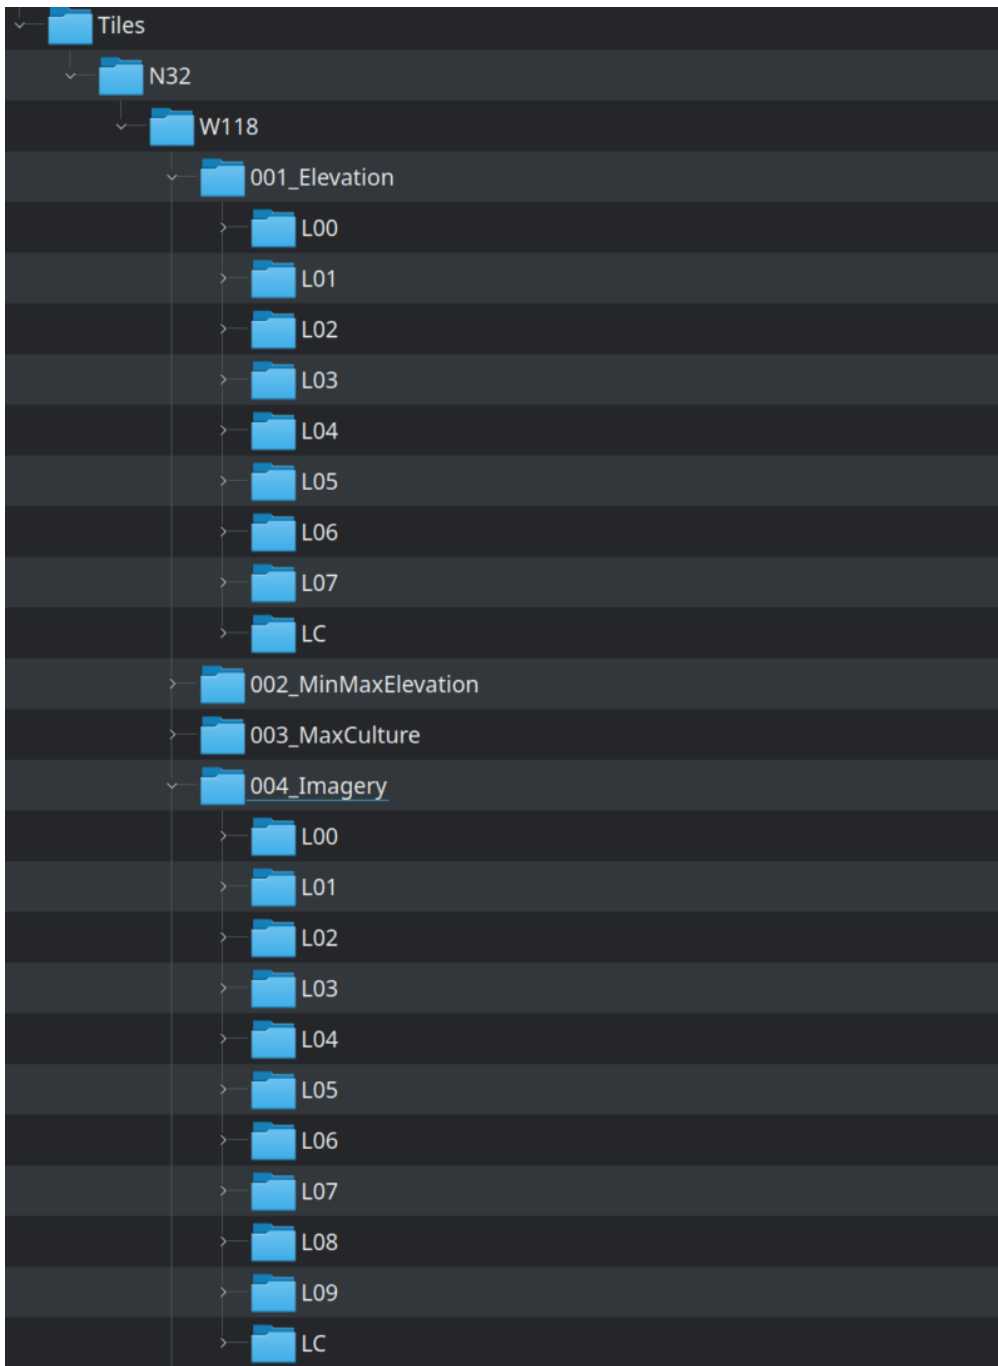 Tiles
N32
W118
001_Elevation
L00
L01
L02
L03
L04
L05
L06
L07
LC
002_MinMaxElevation
003_MaxCulture
004_Imagery
L00
L01
L02
L03
L04
L05
L06
L07
L08
L09
LC